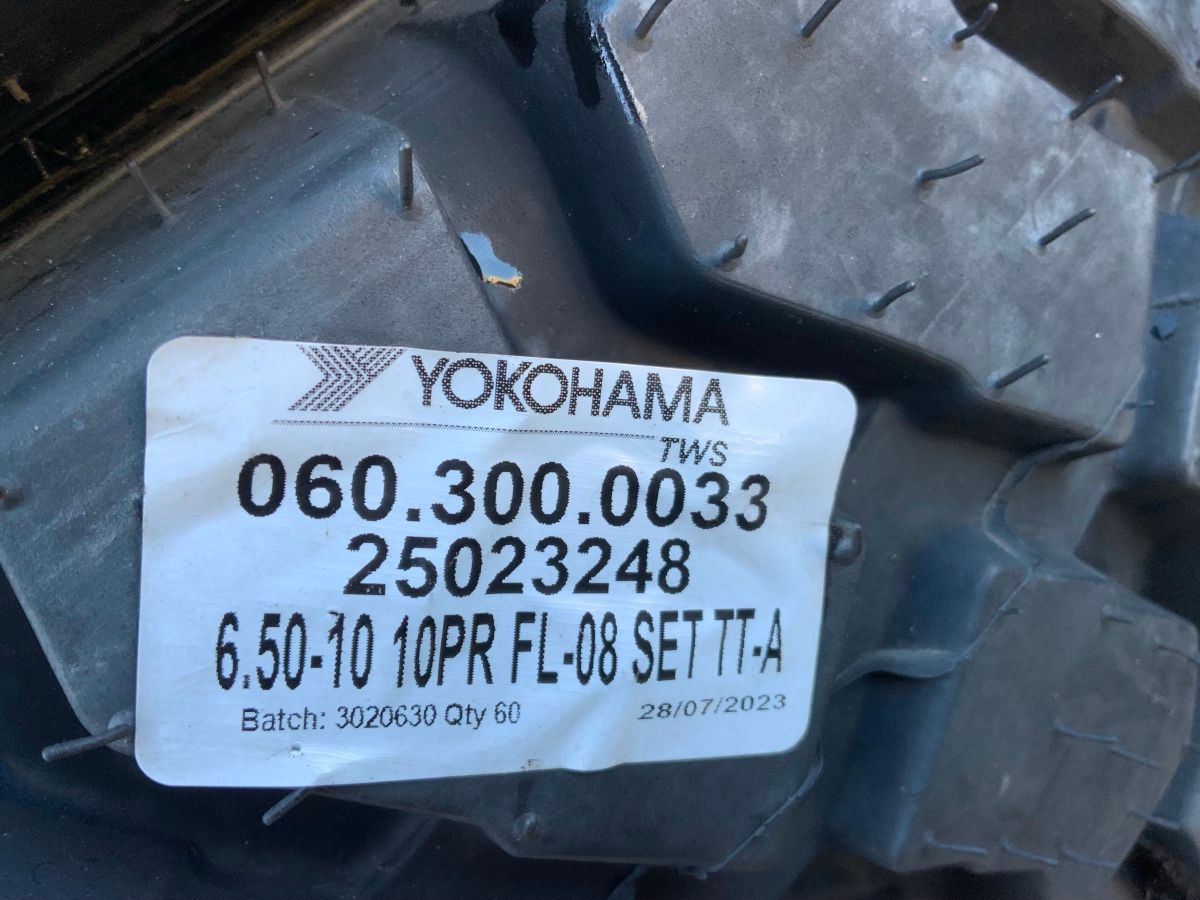 YOKOHAMA
TWS
060.300.0033
25023248
6.50-10 10PR FL-08 SET TT-A
Batch: 3020630 Qty 60 28/07/2023